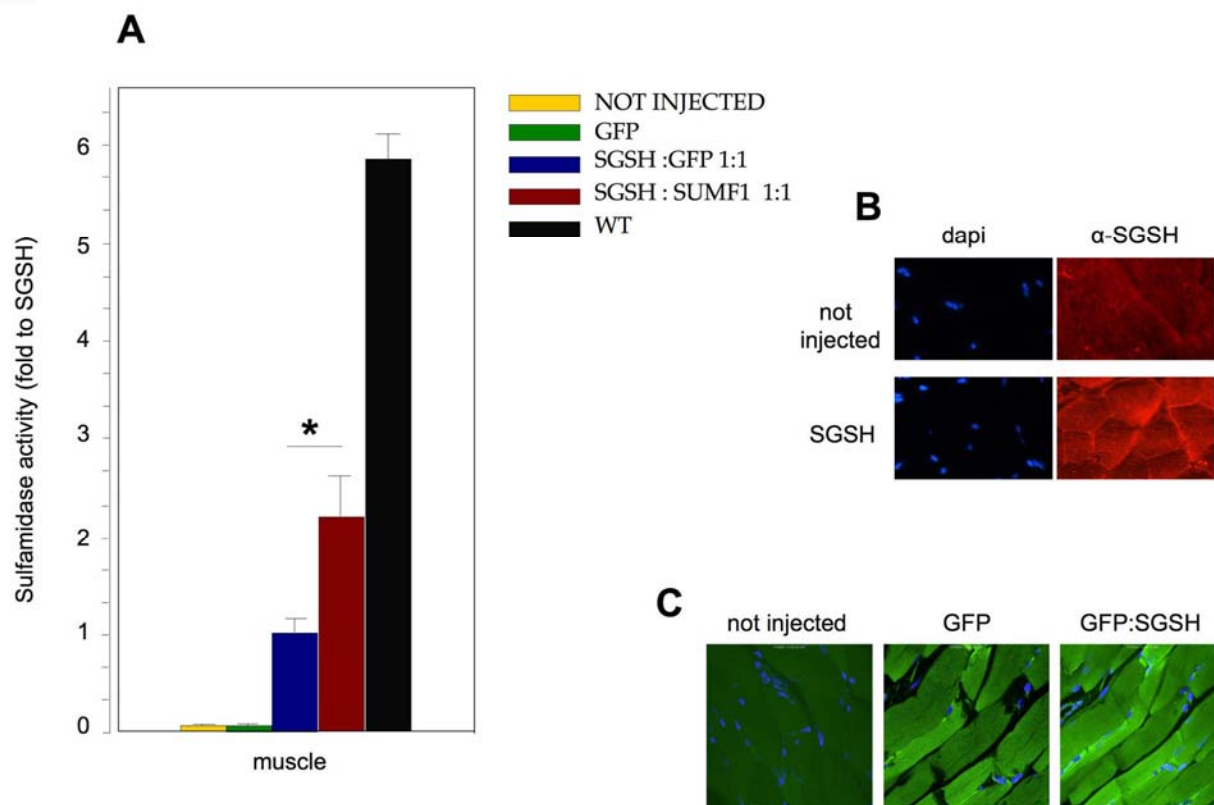 A
Sulfamidase activity (fold to SGSH)
6
5
4
3
2
1
0
*
muscle
NOT INJECTED
GFP
SGSH :GFP 1:1
SGSH : SUMF1 1:1
WT
B
dapi
α-SGSH
not
injected
SGSH
C
not injected
GFP
GFP:SGSH